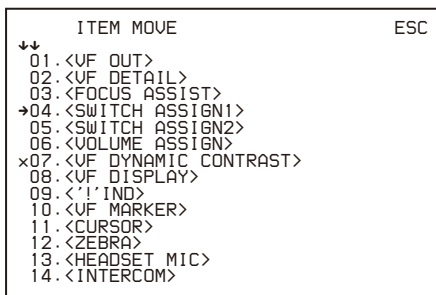 ITEM MOVE ESC
↓↓
01.<VF OUT>
02.<VF DETAIL>
03.<FOCUS ASSIST>
→04.<SWITCH ASSIGN1>
05.<SWITCH ASSIGN2>
06.<VOLUME ASSIGN>
×07.<VF DYNAMIC CONTRAST>
08.<VF DISPLAY>
09.<'!'IND>
10.<VF MARKER>
11.<CURSOR>
12.<ZEBRA>
13.<HEADSET MIC>
14.<INTERCOM>